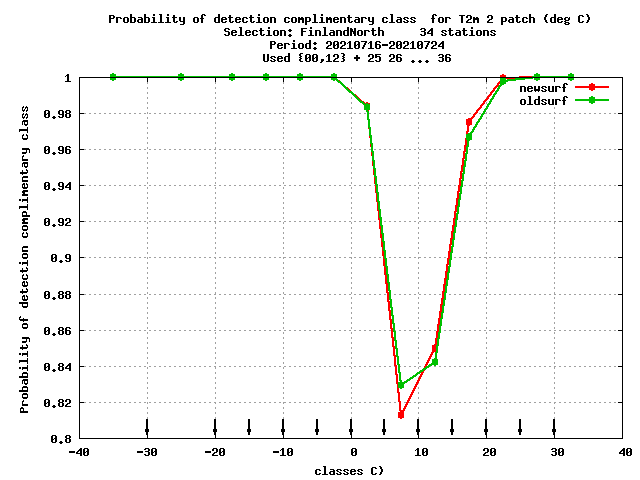 Probability of detection complimentary class  for T2m 2 patch (deg C)
Selection: FinlandNorth     34 stations
Period: 20210716-20210724
Used {00,12} + 25 26 ... 36
newsurf
oldsurf
Probability of detection complimentary class
1
0.98
0.96
0.94
0.92
0.9
0.88
0.86
0.84
0.82
0.8
-40 -30 -20 -10 0 10 20 30 40
classes C)